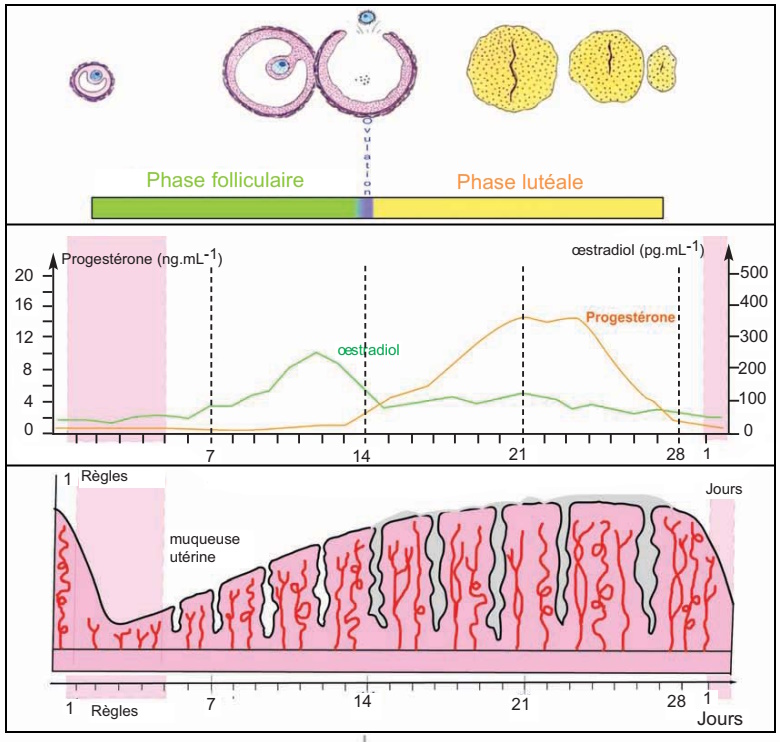 Ovulation
Phase folliculaire
Phase lutéale
Progestérone (ng.mL-1)
œstradiol (pg.mL-1)
20
16
12
8
4
0
500
400
300
200
100
0
Progestérone
œstradiol
7
14
21
28
1
1
Règles
Jours
muqueuse
utérine
1
Règles
7
14
21
28
1
Jours